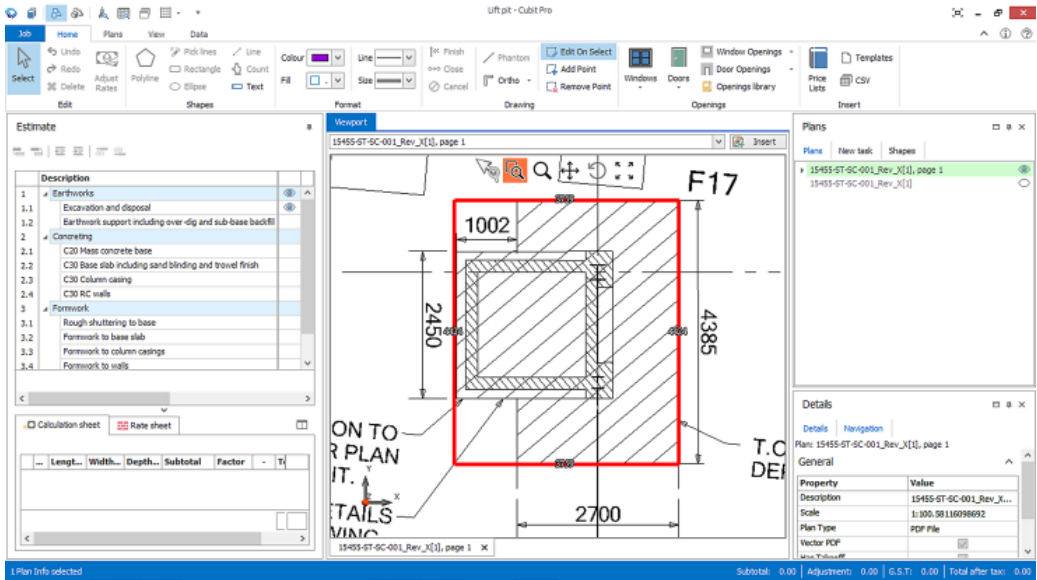 Lift pit - Cubit Pro
Job Home Plans View Data
Select
Undo
Redo
Delete
Adjust Rates
Edit
Polyline
Pick lines
Rectangle
Ellipse
Line
Count
Text
Shapes
Colour
Fill
Line
Size
Format
Finish
Close
Cancel
Phantom
Ortho
Edit On Select
Add Point
Remove Point
Drawing
Windows
Doors
Window Openings
Door Openings
Openings library
Openings
Price Lists
Templates
CSV
Insert
Estimate
Description
1 Earthworks
1.1 Excavation and disposal
1.2 Earthwork support including over-dig and sub-base backfil
2 Concreting
2.1 C20 Mass concrete base
2.2 C30 Base slab including sand blinding and trowel finish
2.3 C30 Column casing
2.4 C30 RC walls
3 Formwork
3.1 Rough shuttering to base
3.2 Formwork to base slab
3.3 Formwork to column casings
3.4 Formwork to walls
Calculation sheet Rate sheet
... Lengt... Width... Depth... Subtotal Factor -
Viewport
15455-ST-SC-001_Rev_X[1], page 1 Insert
F17
1002
2450
4385
ON TO
R PLAN
IT.
Y
X
TAILS
T.O
DEF
2700
15455-ST-SC-001_Rev_X[1], page 1 X
Plans
Plans New task Shapes
15455-ST-SC-001_Rev_X[1], page 1
15455-ST-SC-001_Rev_X[1]
Details
Details Navigation
Plan: 15455-ST-SC-001_Rev_X[1], page 1
General
Property Value
Description 15455-ST-SC-001_Rev_X...
Scale 1:100.58116098692
Plan Type PDF File
Vector PDF
Has Takeoff
1 Plan Info selected
Subtotal: 0.00 Adjustment: 0.00 G.S.T: 0.00 Total after tax: 0.00